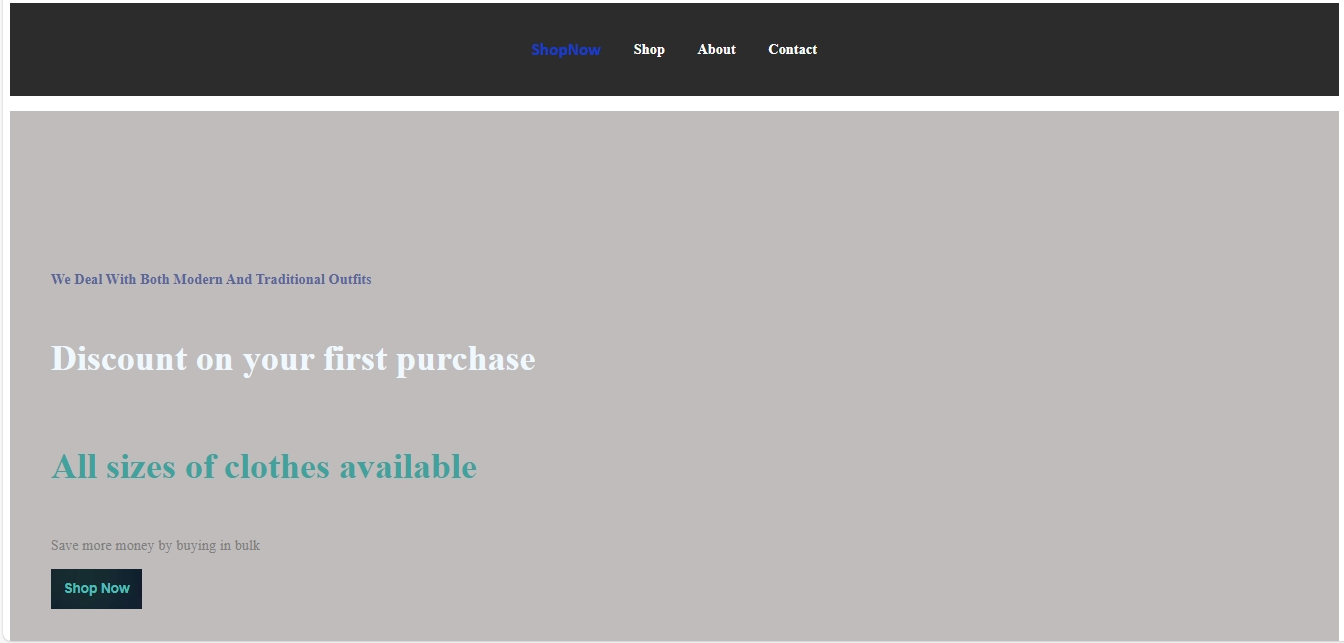 ShopNow Shop About Contact
We Deal With Both Modern And Traditional Outfits
Discount on your first purchase
All sizes of clothes available
Save more money by buying in bulk
Shop Now